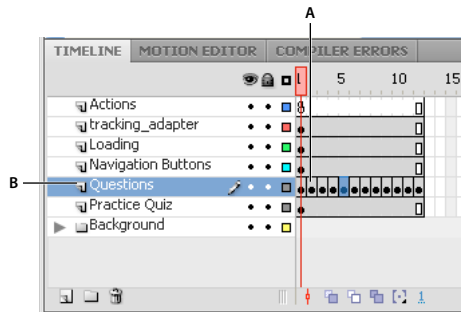 A
TIMELINE MOTION EDITOR COMPILER ERRORS
1 5 10 15
Actions
tracking_adapter
Loading
Navigation Buttons
B Questions
Practice Quiz
Background
1